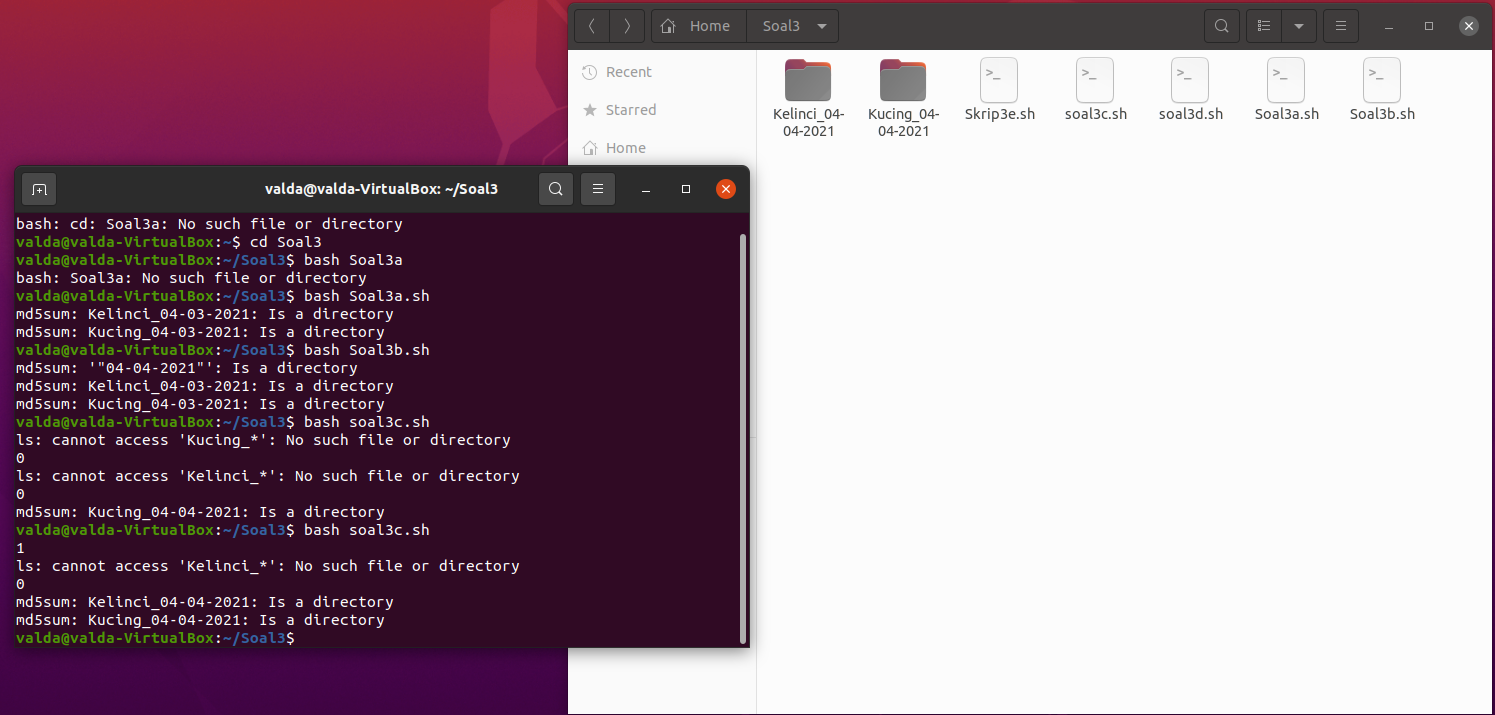 Home
Soal3
Recent
Starred
Home
Kelinci_04-
04-2021
Kucing_04-
04-2021
Skrip3e.sh
soal3c.sh
soal3d.sh
Soal3a.sh
Soal3b.sh
valda@valda-VirtualBox: ~/Soal3
bash: cd: Soal3a: No such file or directory
valda@valda-VirtualBox:~$ cd Soal3
valda@valda-VirtualBox:~/Soal3$ bash Soal3a
bash: Soal3a: No such file or directory
valda@valda-VirtualBox:~/Soal3$ bash Soal3a.sh
md5sum: Kelinci_04-03-2021: Is a directory
md5sum: Kucing_04-03-2021: Is a directory
valda@valda-VirtualBox:~/Soal3$ bash Soal3b.sh
md5sum: '"04-04-2021"': Is a directory
md5sum: Kelinci_04-03-2021: Is a directory
md5sum: Kucing_04-03-2021: Is a directory
valda@valda-VirtualBox:~/Soal3$ bash soal3c.sh
ls: cannot access 'Kucing_*': No such file or directory
0
ls: cannot access 'Kelinci_*': No such file or directory
0
md5sum: Kucing_04-04-2021: Is a directory
valda@valda-VirtualBox:~/Soal3$ bash soal3c.sh
1
ls: cannot access 'Kelinci_*': No such file or directory
0
md5sum: Kelinci_04-04-2021: Is a directory
md5sum: Kucing_04-04-2021: Is a directory
valda@valda-VirtualBox:~/Soal3$